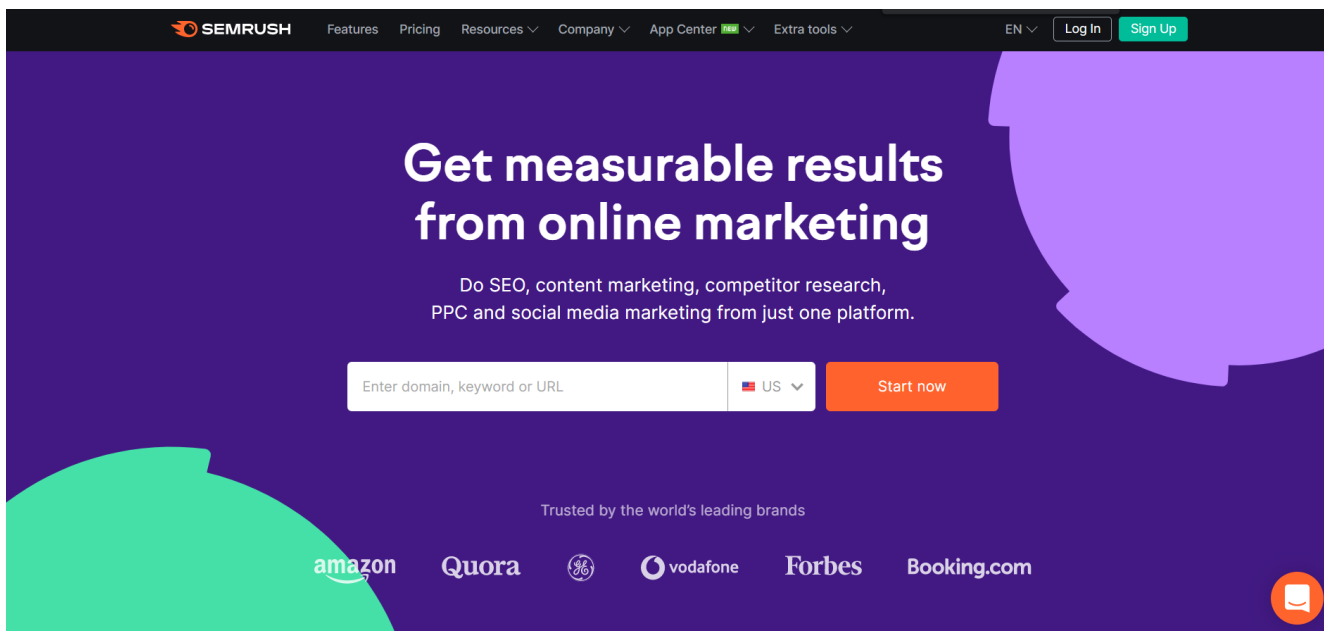 SEMRUSH Features Pricing Resources Company App Center new Extra tools EN Log In Sign Up
Get measurable results
from online marketing
Do SEO, content marketing, competitor research,
PPC and social media marketing from just one platform.
Enter domain, keyword or URL US Start now
Trusted by the world's leading brands
amazon Quora GE vodafone Forbes Booking.com